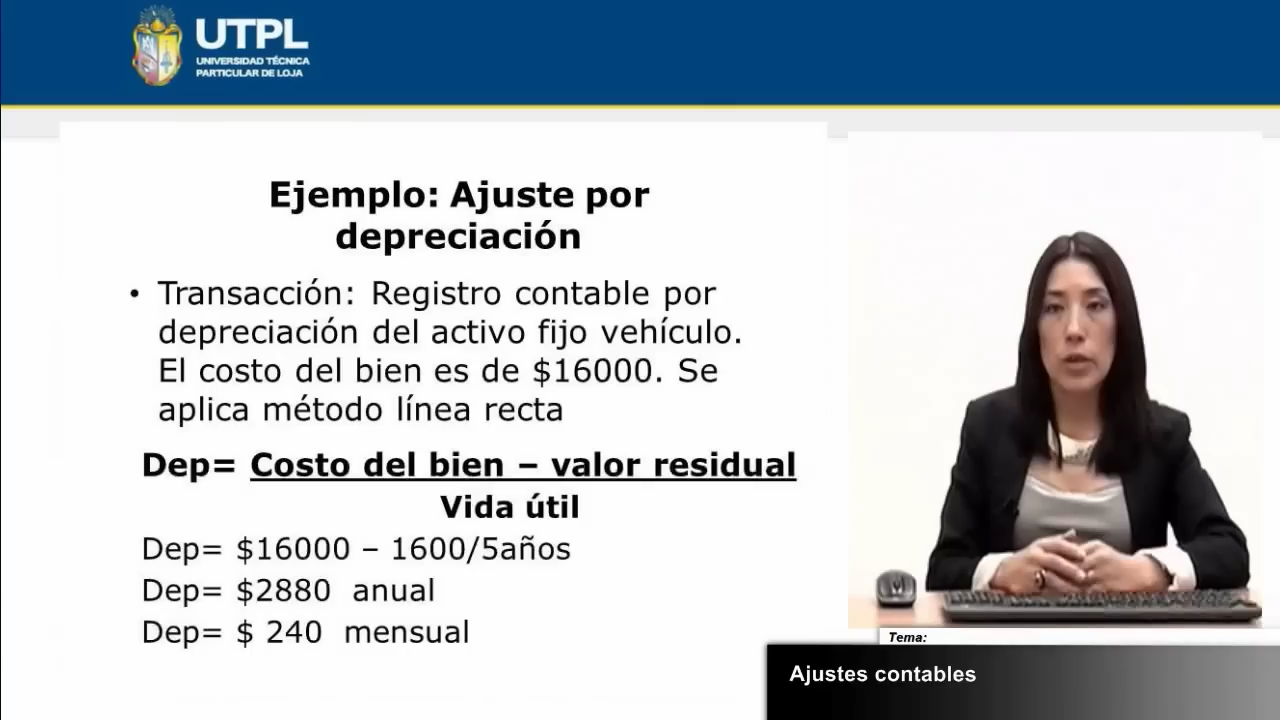 UTPL
UNIVERSIDAD TÉCNICA
PARTICULAR DE LOJA
Ejemplo: Ajuste por
depreciación
• Transacción: Registro contable por
depreciación del activo fijo vehículo.
El costo del bien es de $16000. Se
aplica método línea recta
Dep= Costo del bien – valor residual
Vida útil
Dep= $16000 – 1600/5años
Dep= $2880 anual
Dep= $ 240 mensual
Tema:
Ajustes contables